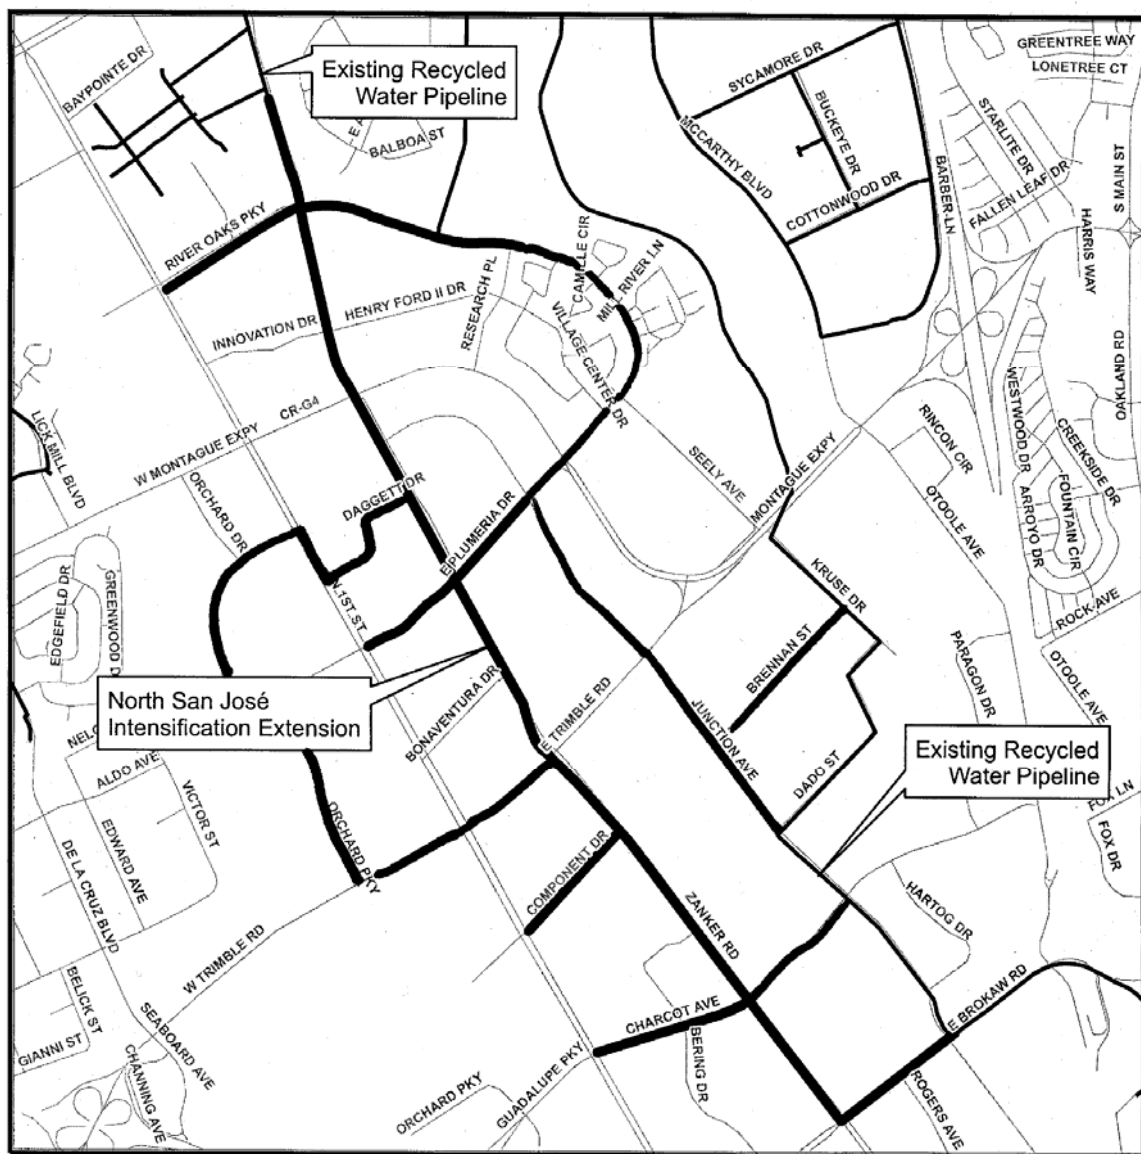 BAYPOINTE DR
Existing Recycled
Water Pipeline
BALBOA ST
SYCAMORE DR
BUCKEYE DR
MCCARTHY BLVD
COTTONWOOD DR
BARBER LN
GREENTREE WAY
LONETREE CT
STARLITE DR
FALLEN LEAF DR
S MAIN ST
HARRIS WAY
RIVER OAKS PKY
CAMILLE CIR
MILL RIVER LN
RESEARCH PL
HENRY FORD II DR
INNOVATION DR
VILLAGE CENTER DR
OAKLAND RD
WESTWOOD DR
CREEKSIDE DR
RINCON CIR
LICK MILL BLVD
W MONTAGUE EXPY
CR-G4
SEELY AVE
MONTAGUE EXPY
OTOOLE AVE
ARROYO DR
FOUNTAIN CIR
ORCHARD DR
DAGGETT DR
E PLUMERIA DR
N 1ST ST
KRUSE DR
ROCK AVE
EDGEFIELD DR
GREENWOOD D
BRENNAN ST
PARAGON DR
OTOOLE AVE
North San José
Intensification Extension
BONAVENTURA DR
E TRIMBLE RD
JUNCTION AVE
DADO ST
Existing Recycled
Water Pipeline
ALDO AVE
VICTOR ST
EDWARD AVE
DE LA CRUZ BLVD
ORCHARD PKY
COMPONENT DR
ZANKER RD
HARTOG DR
FOX DR
W TRIMBLE RD
BELICK ST
GIANNI ST
SEABOARD AVE
CHANNING AVE
CHARCOT AVE
BERING DR
E BROKAW RD
ORCHARD PKY
GUADALUPE PKY
ROGERS AVE